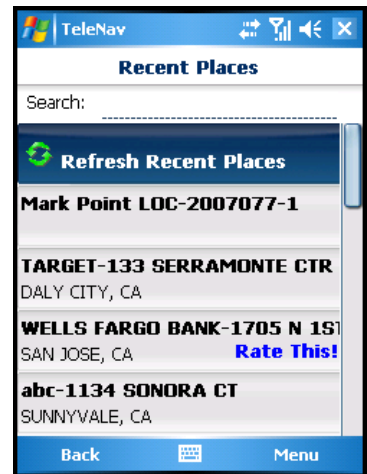 TeleNav
Recent Places
Search:
Refresh Recent Places
Mark Point LOC-2007077-1
TARGET-133 SERRAMONTE CTR
DALY CITY, CA
WELLS FARGO BANK-1705 N 1ST
SAN JOSE, CA Rate This!
abc-1134 SONORA CT
SUNNYVALE, CA
Back Menu